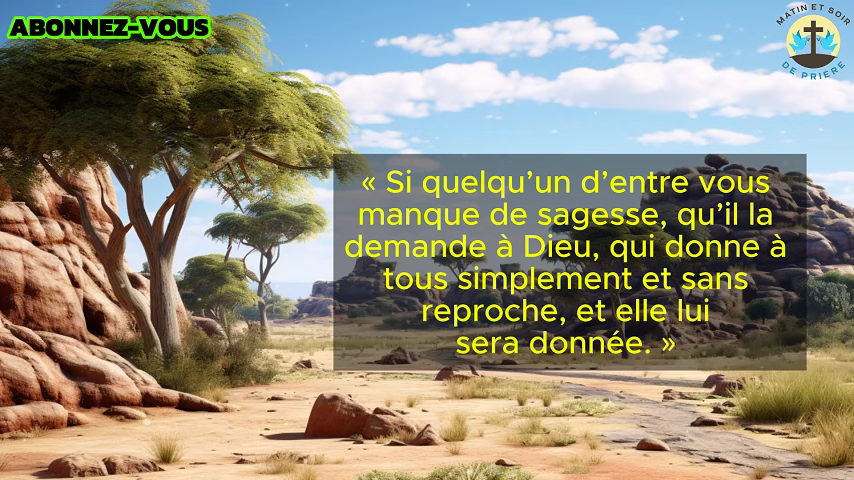 ABONNEZ-VOUS
MATIN ET SOIR
DE PRIERE
« Si quelqu’un d’entre vous
manque de sagesse, qu’il la
demande à Dieu, qui donne à
tous simplement et sans
reproche, et elle lui
sera donnée. »